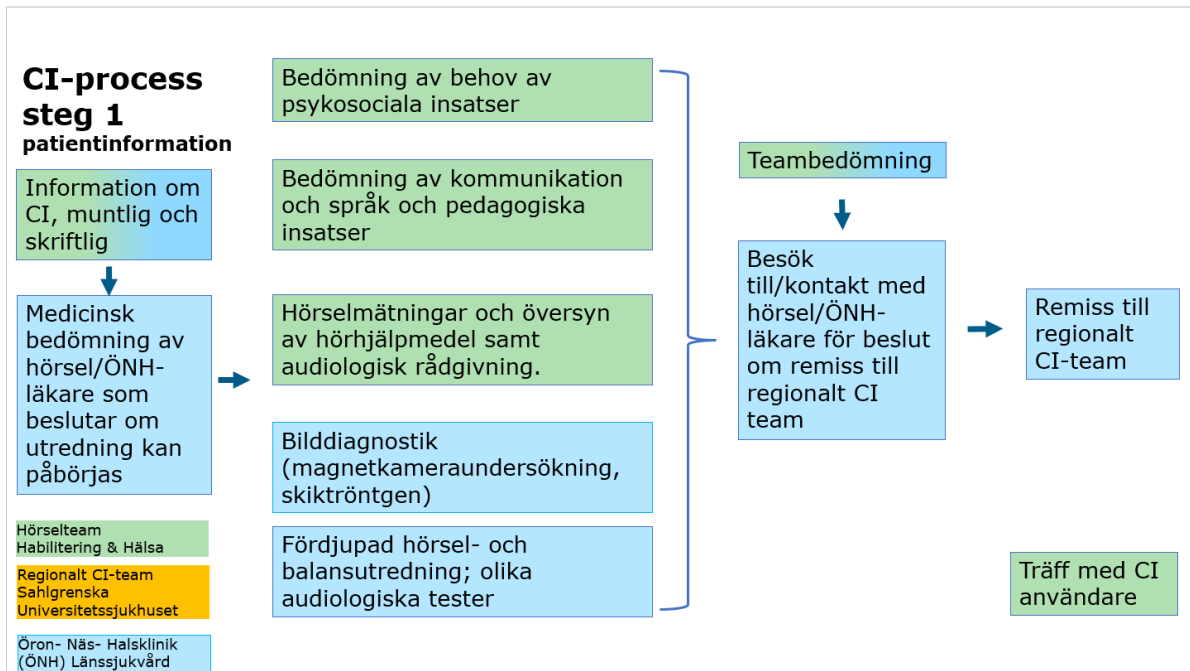 CI-process
steg 1
patientinformation
Information om
CI, muntlig och
skriftlig
Medicinsk
bedömning av
hörsel/ÖNH-
läkare som
beslutar om
utredning kan
påbörjas
Hörselteam
Habilitering & Hälsa
Regionalt CI-team
Sahlgrenska
Universitetssjukhuset
Öron- Näs- Halsklinik
(ÖNH) Länssjukvård
Bedömning av behov av
psykosociala insatser
Bedömning av kommunikation
och språk och pedagogiska
insatser
Hörselmätningar och översyn
av hörhjälpmedel samt
audiologisk rådgivning.
Bilddiagnostik
(magnetkameraundersökning,
skiktröntgen)
Fördjupad hörsel- och
balansutredning; olika
audiologiska tester
Teambedömning
Besök
till/kontakt med
hörsel/ÖNH-
läkare för beslut
om remiss till
regionalt CI
team
Remiss till
regionalt
CI-team
Träff med CI
användare